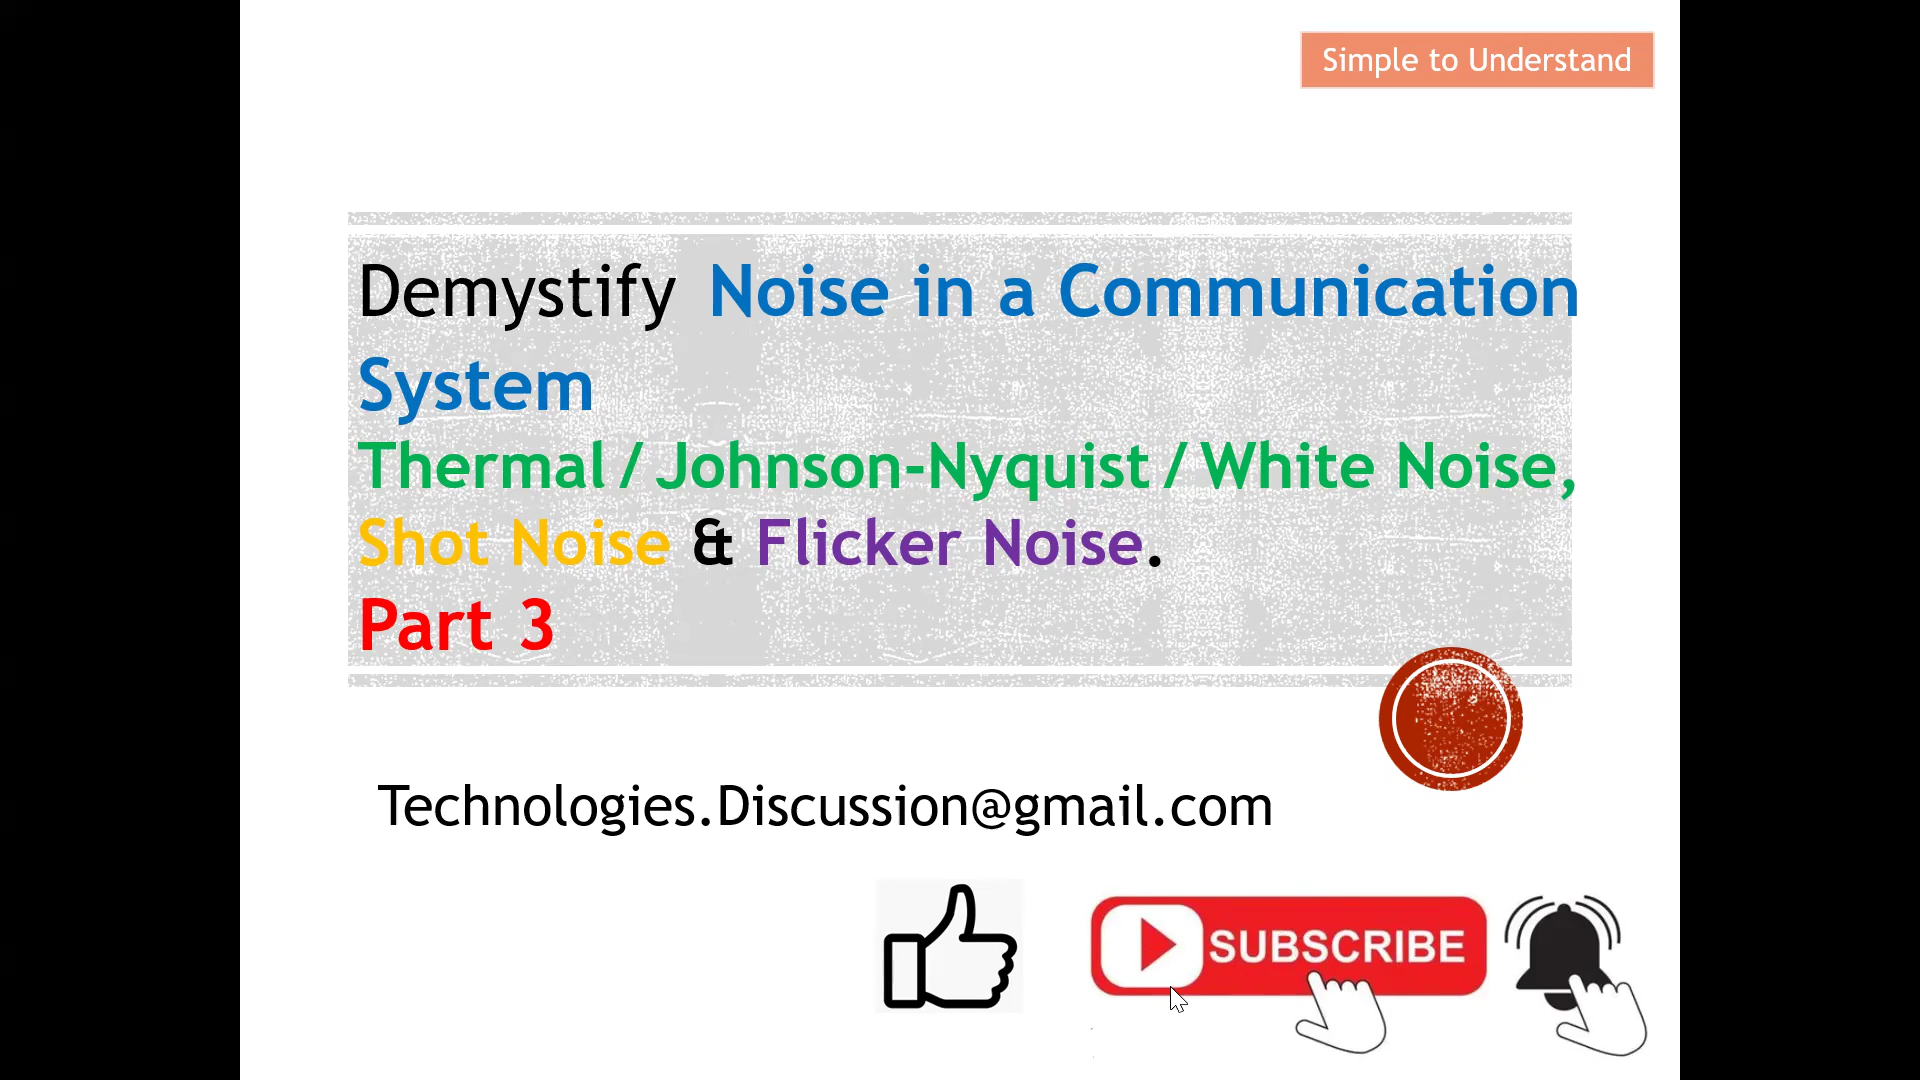 Simple to Understand
Demystify Noise in a Communication
System
Thermal / Johnson-Nyquist / White Noise,
Shot Noise & Flicker Noise.
Part 3
Technologies.Discussion@gmail.com
SUBSCRIBE